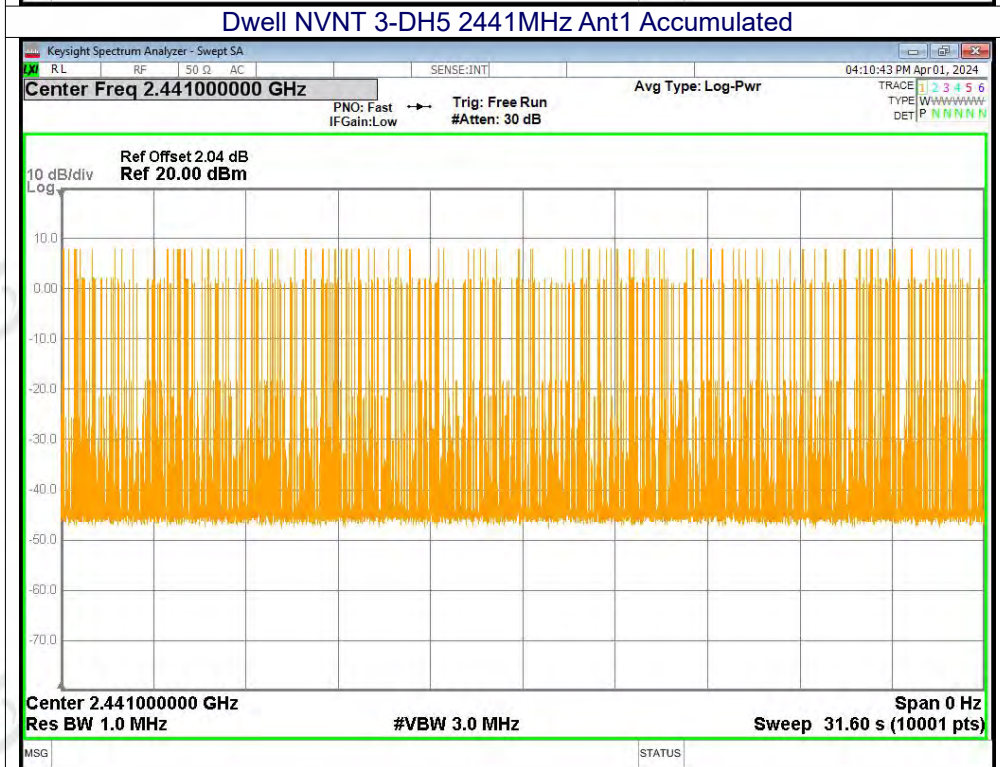 Dwell NVNT 3-DH5 2441MHz Ant1 Accumulated
Keysight Spectrum Analyzer - Swept SA
LXI RL RF 50 Ω AC SENSE:INT 04:10:43 PM Apr 01, 2024
Center Freq 2.441000000 GHz Avg Type: Log-Pwr TRACE 1 2 3 4 5 6
PNO: Fast Trig: Free Run TYPE WWWWWWW
IFGain:Low #Atten: 30 dB DET P N N N N N
Ref Offset 2.04 dB
10 dB/div Ref 20.00 dBm
Log
10.0
0.00
-10.0
-20.0
-30.0
-40.0
-50.0
-60.0
-70.0
Center 2.441000000 GHz Span 0 Hz
Res BW 1.0 MHz #VBW 3.0 MHz Sweep 31.60 s (10001 pts)
MSG STATUS